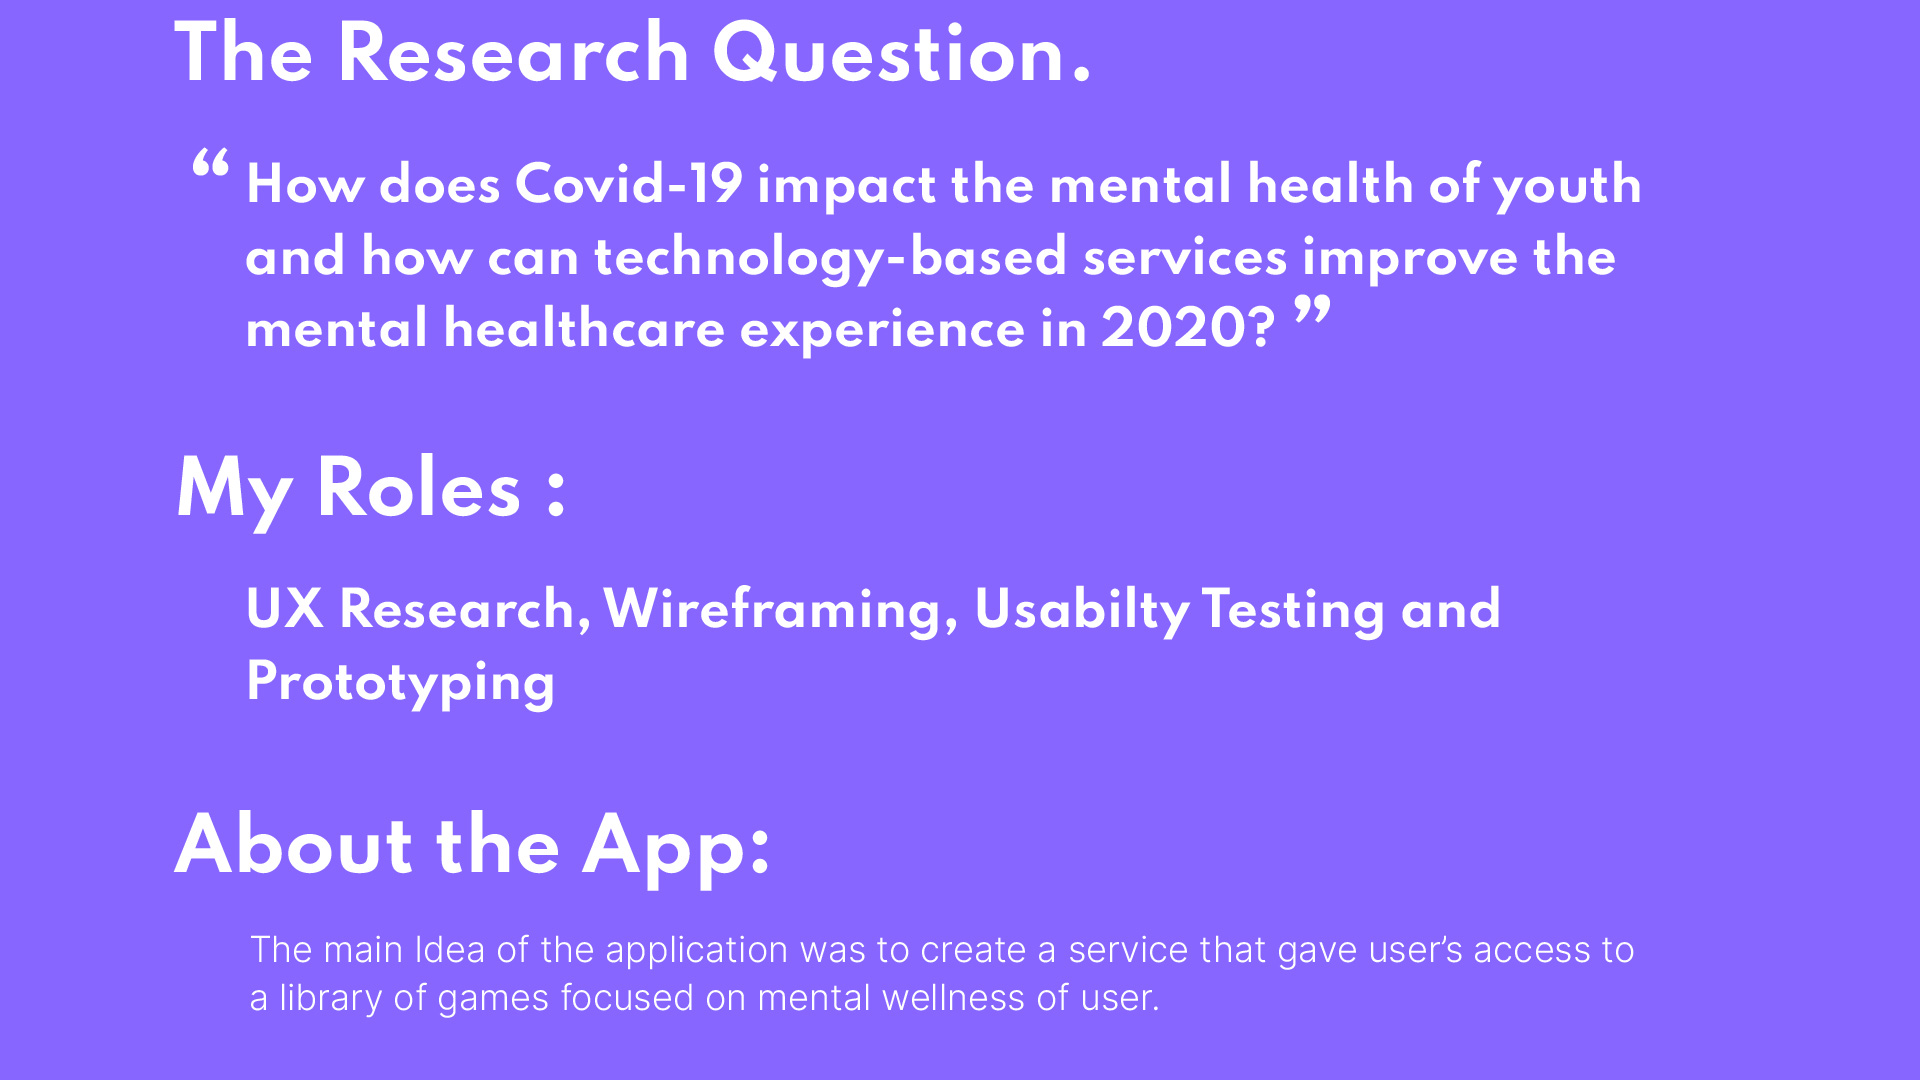 The Research Question.
“ How does Covid-19 impact the mental health of youth
and how can technology-based services improve the
mental healthcare experience in 2020? ”
My Roles :
UX Research, Wireframing, Usabilty Testing and
Prototyping
About the App:
The main Idea of the application was to create a service that gave user’s access to
a library of games focused on mental wellness of user.